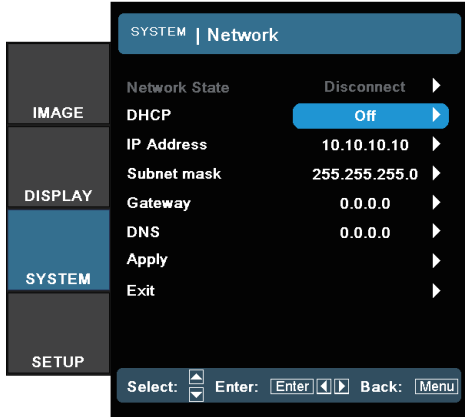 SYSTEM | Network
Network State Disconnect
IMAGE
DHCP Off
IP Address 10.10.10.10
Subnet mask 255.255.255.0
DISPLAY
Gateway 0.0.0.0
DNS 0.0.0.0
Apply
SYSTEM
Exit
SETUP
Select: Enter: Enter Back: Menu